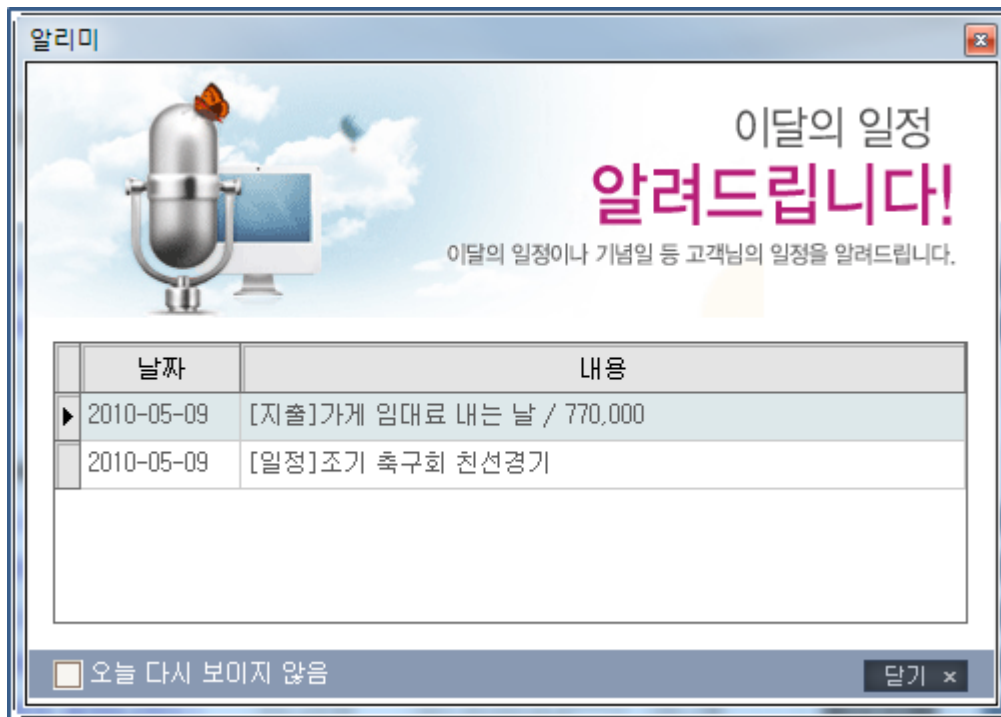 알리미
이달의 일정
알려드립니다!
이달의 일정이나 기념일 등 고객님의 일정을 알려드립니다.
날짜 내용
2010-05-09 [지출]가게 임대료 내는 날 / 770,000
2010-05-09 [일정]조기 축구회 친선경기
오늘 다시 보이지 않음 닫기 ×